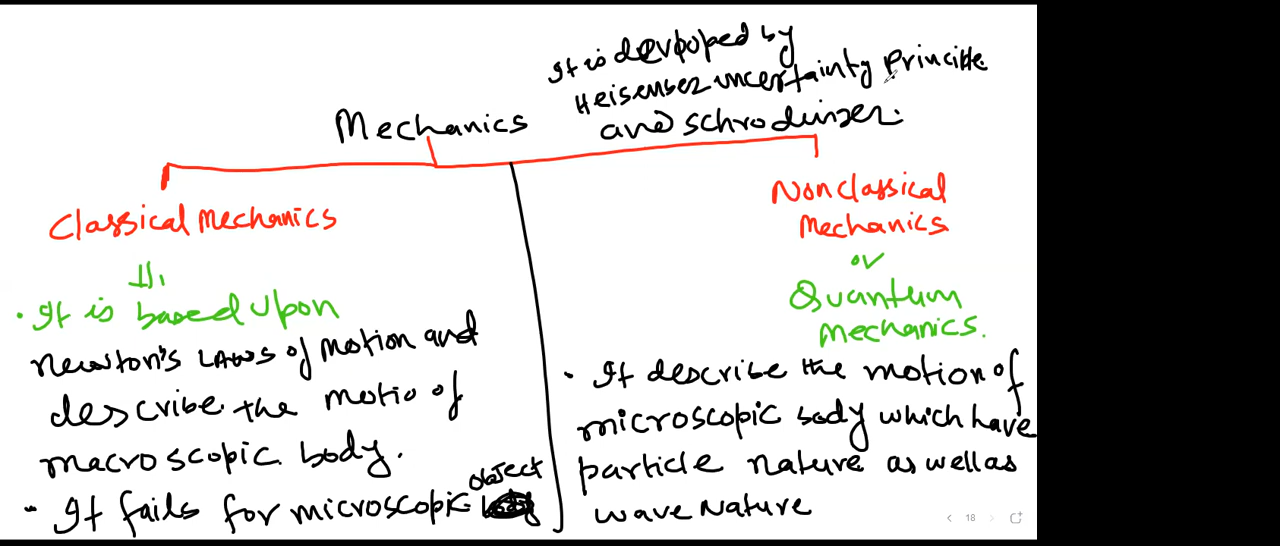 It is devpoped by
Heisenber uncertainty principle
and schrodinger.
Mechanics
Classical Mechanics
It is based upon
newton's Laws of motion and
describe the motio of
macroscopic body.
It fails for microscopic object
Nonclassical
Mechanics
or
Quantum
mechanics.
It describe the motion of
microscopic body which have
particle nature as well as
wave nature
18